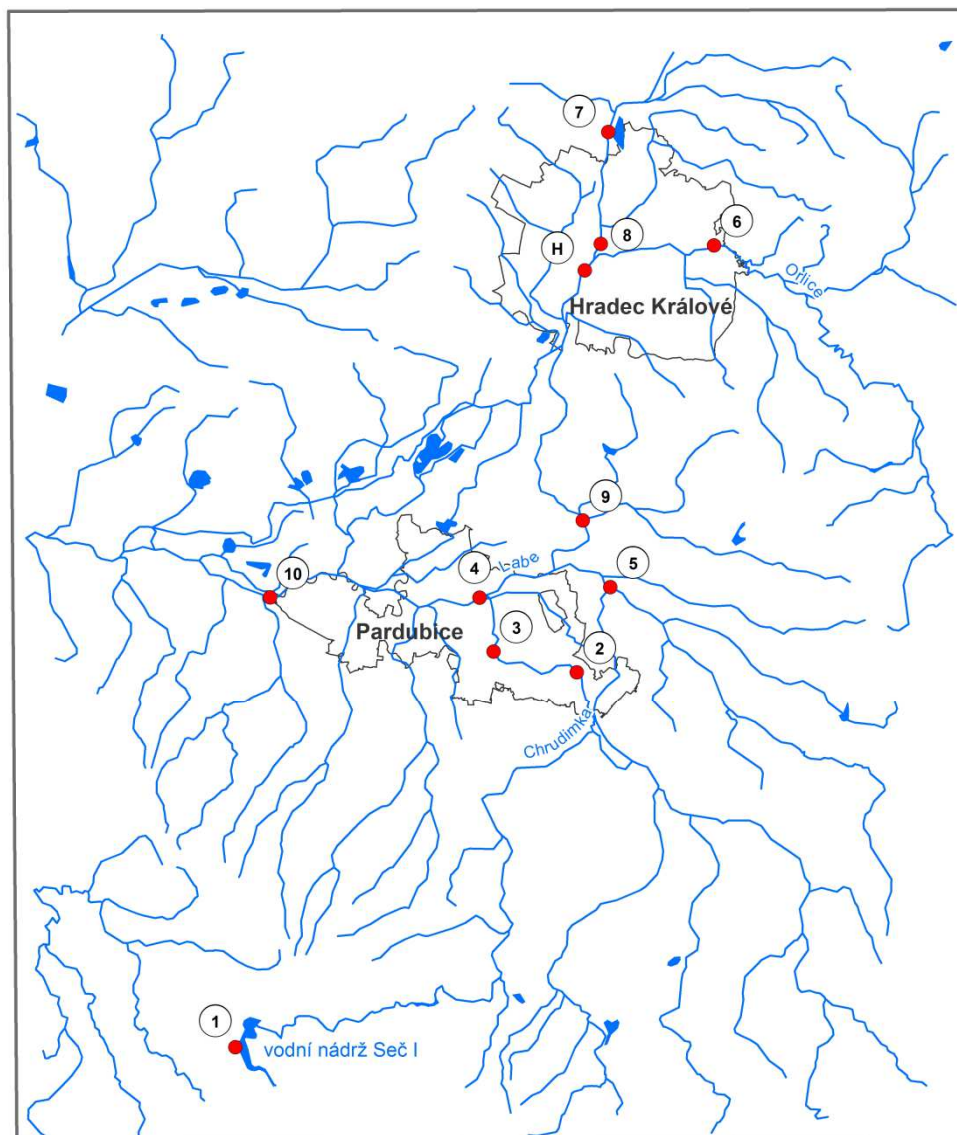 7
6
8
H
Orlice
Hradec Králové
9
Labe
5
4
10
3
Pardubice
2
Chrudimka
1
vodní nádrž Seč I